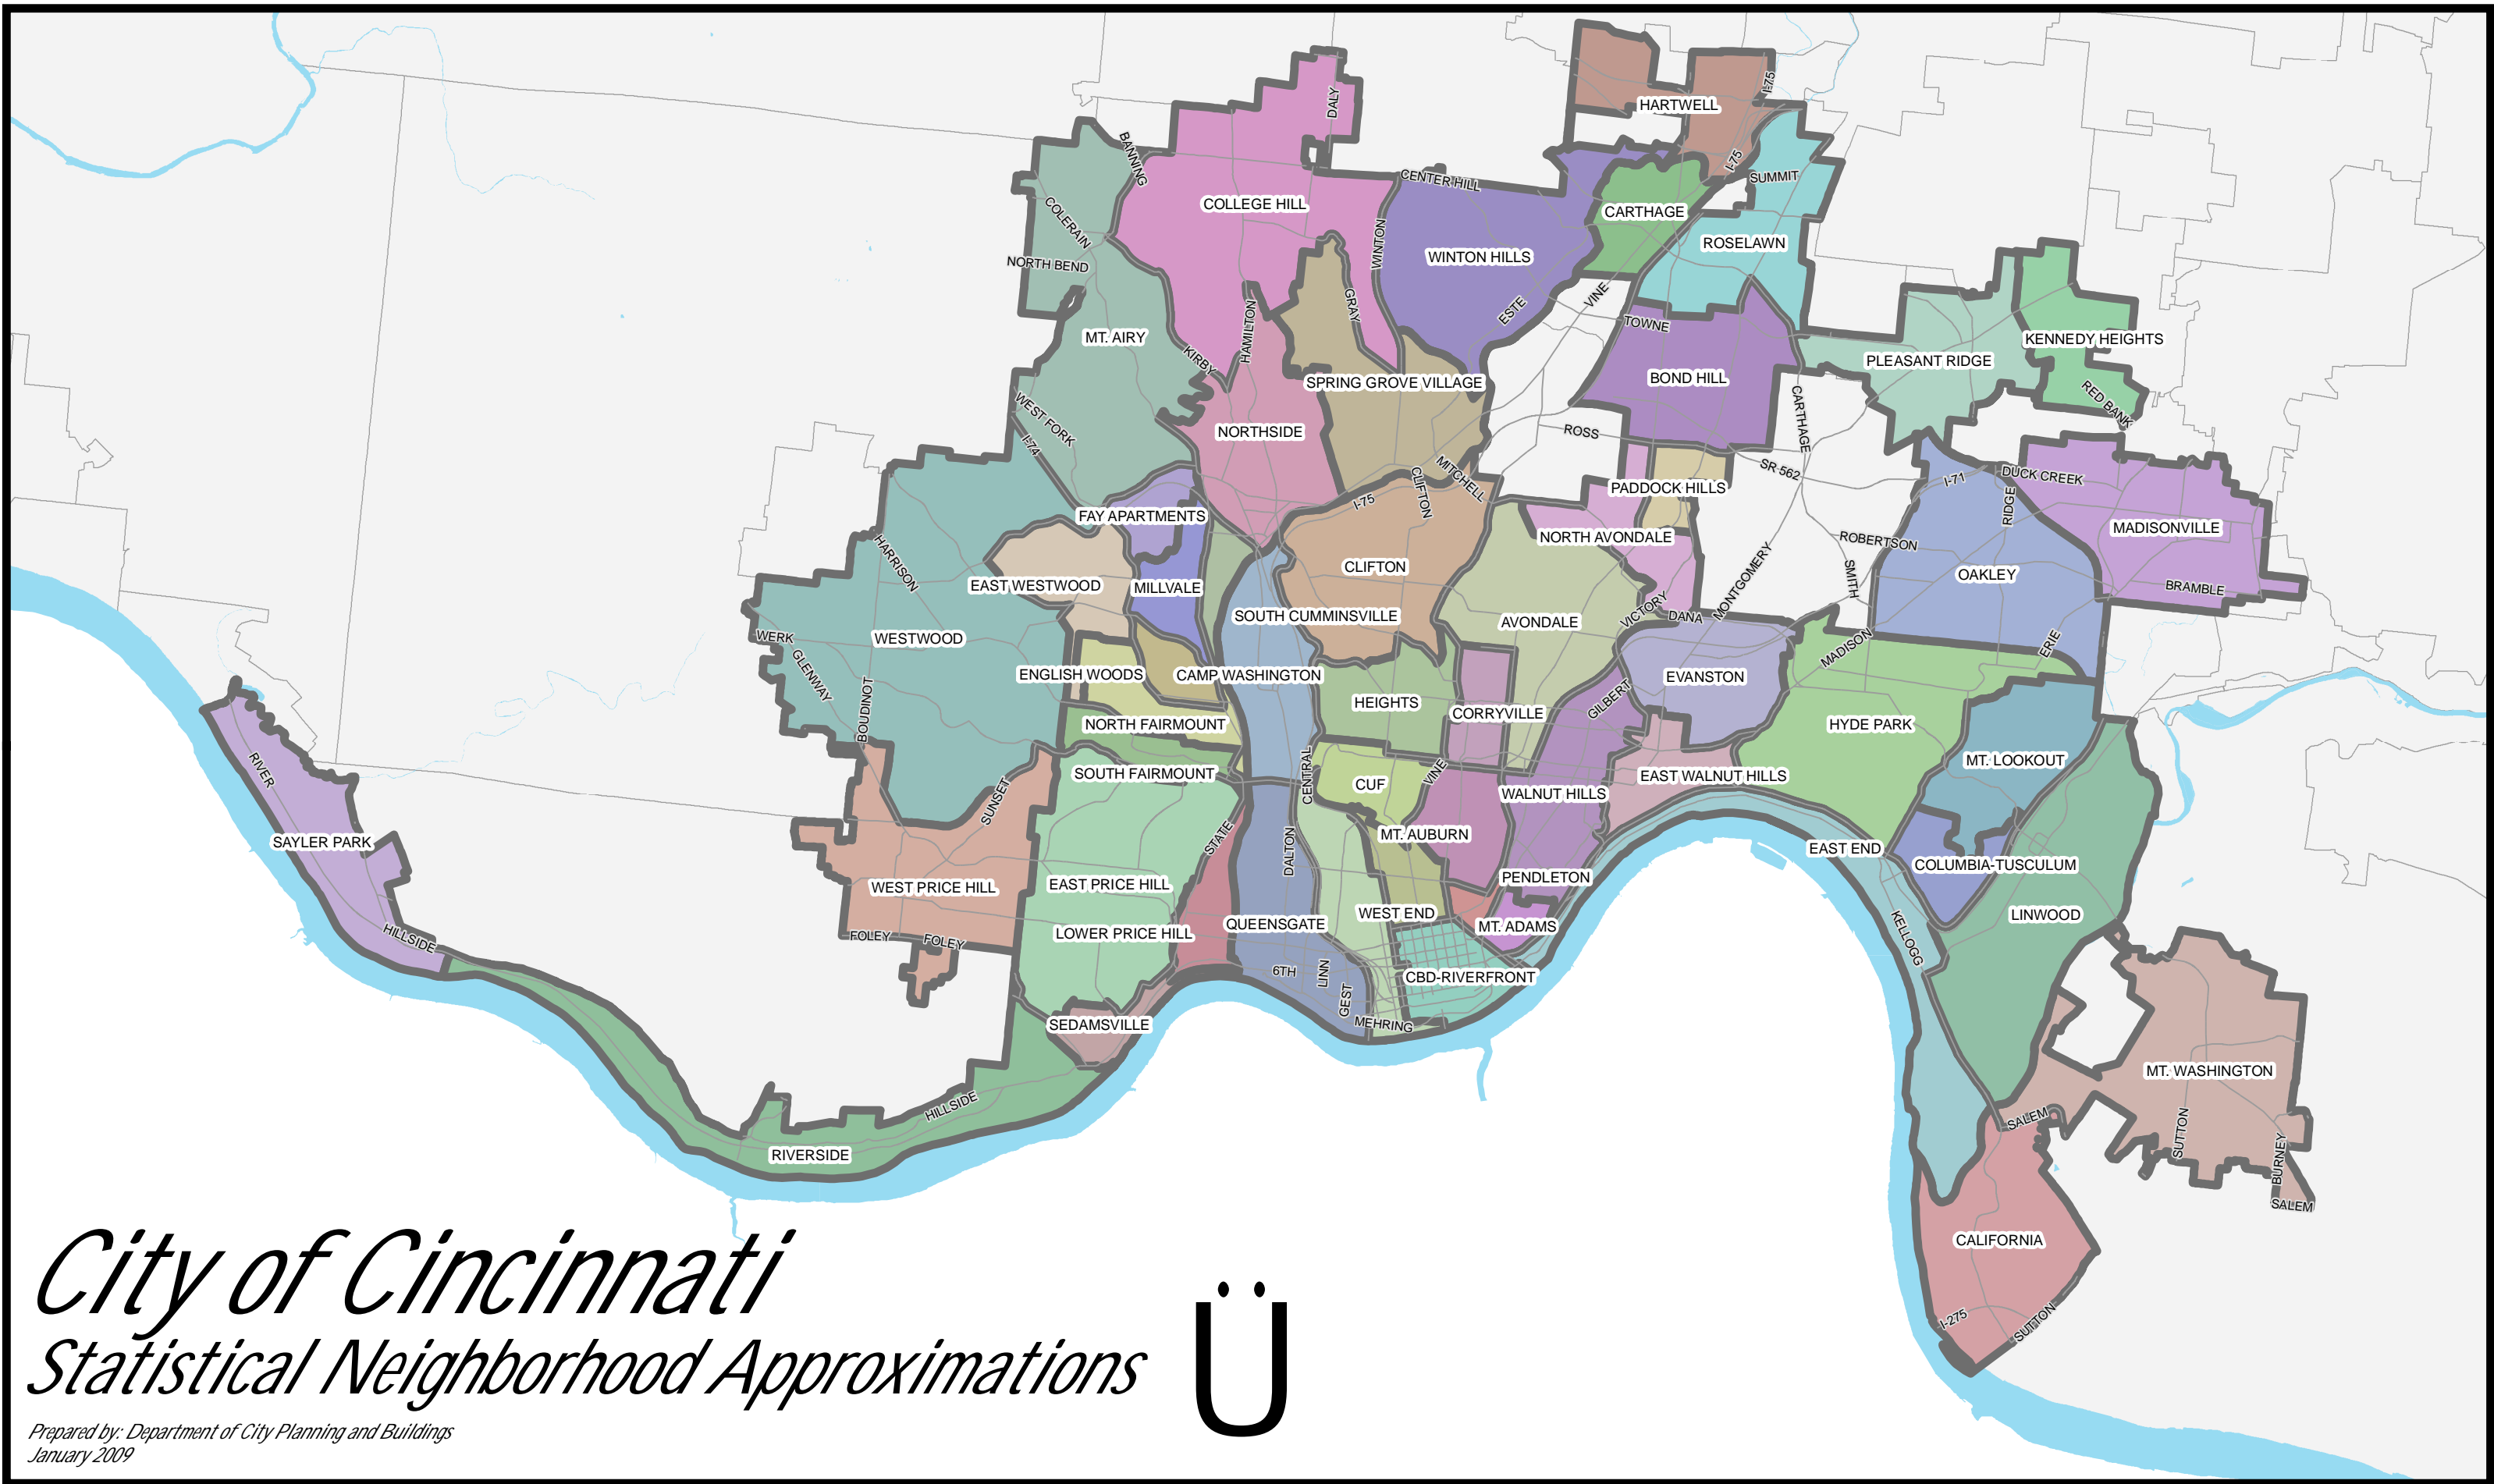 HARTWELL
I-75
DALY
BANNING
I-75
CENTER HILL
SUMMIT
COLLEGE HILL
CARTHAGE
COLERAIN
WINTON
ROSELAWN
WINTON HILLS
NORTH BEND
GRAY
VINE
ESTE
TOWNE
HAMILTON
MT. AIRY
KENNEDY HEIGHTS
KIRBY
PLEASANT RIDGE
SPRING GROVE VILLAGE
BOND HILL
RED BANK
WEST FORK
CARTHAGE
I-74
NORTHSIDE
ROSS
MITCHELL
SR 562
CLIFTON
DUCK CREEK
I-71
PADDOCK HILLS
I-75
RIDGE
FAY APARTMENTS
MADISONVILLE
NORTH AVONDALE
ROBERTSON
HARRISON
CLIFTON
MONTGOMERY
SMITH
OAKLEY
EAST WESTWOOD
MILLVALE
BRAMBLE
SOUTH CUMMINSVILLE
VICTORY
DANA
AVONDALE
WERK
WESTWOOD
MADISON
ERIE
GLENWAY
ENGLISH WOODS
CAMP WASHINGTON
EVANSTON
BOUDINOT
HEIGHTS
GILBERT
CORRYVILLE
NORTH FAIRMOUNT
HYDE PARK
RIVER
MT. LOOKOUT
SOUTH FAIRMOUNT
CENTRAL
VINE
EAST WALNUT HILLS
CUF
WALNUT HILLS
SUNSET
MT. AUBURN
SAYLER PARK
STATE
DALTON
EAST END
COLUMBIA-TUSCULUM
PENDLETON
WEST PRICE HILL
EAST PRICE HILL
WEST END
LINWOOD
QUEENSGATE
MT. ADAMS
LOWER PRICE HILL
HILLSIDE
FOLEY
FOLEY
KELLOGG
6TH
LINN
CBD-RIVERFRONT
GEST
SEDAMSVILLE
MEHRING
MT. WASHINGTON
HILLSIDE
SALEM
SUTTON
RIVERSIDE
BURNEY
SALEM
CALIFORNIA
I-275
SUTTON
City of Cincinnati
Statistical Neighborhood Approximations
Ü
Prepared by: Department of City Planning and Buildings
January 2009